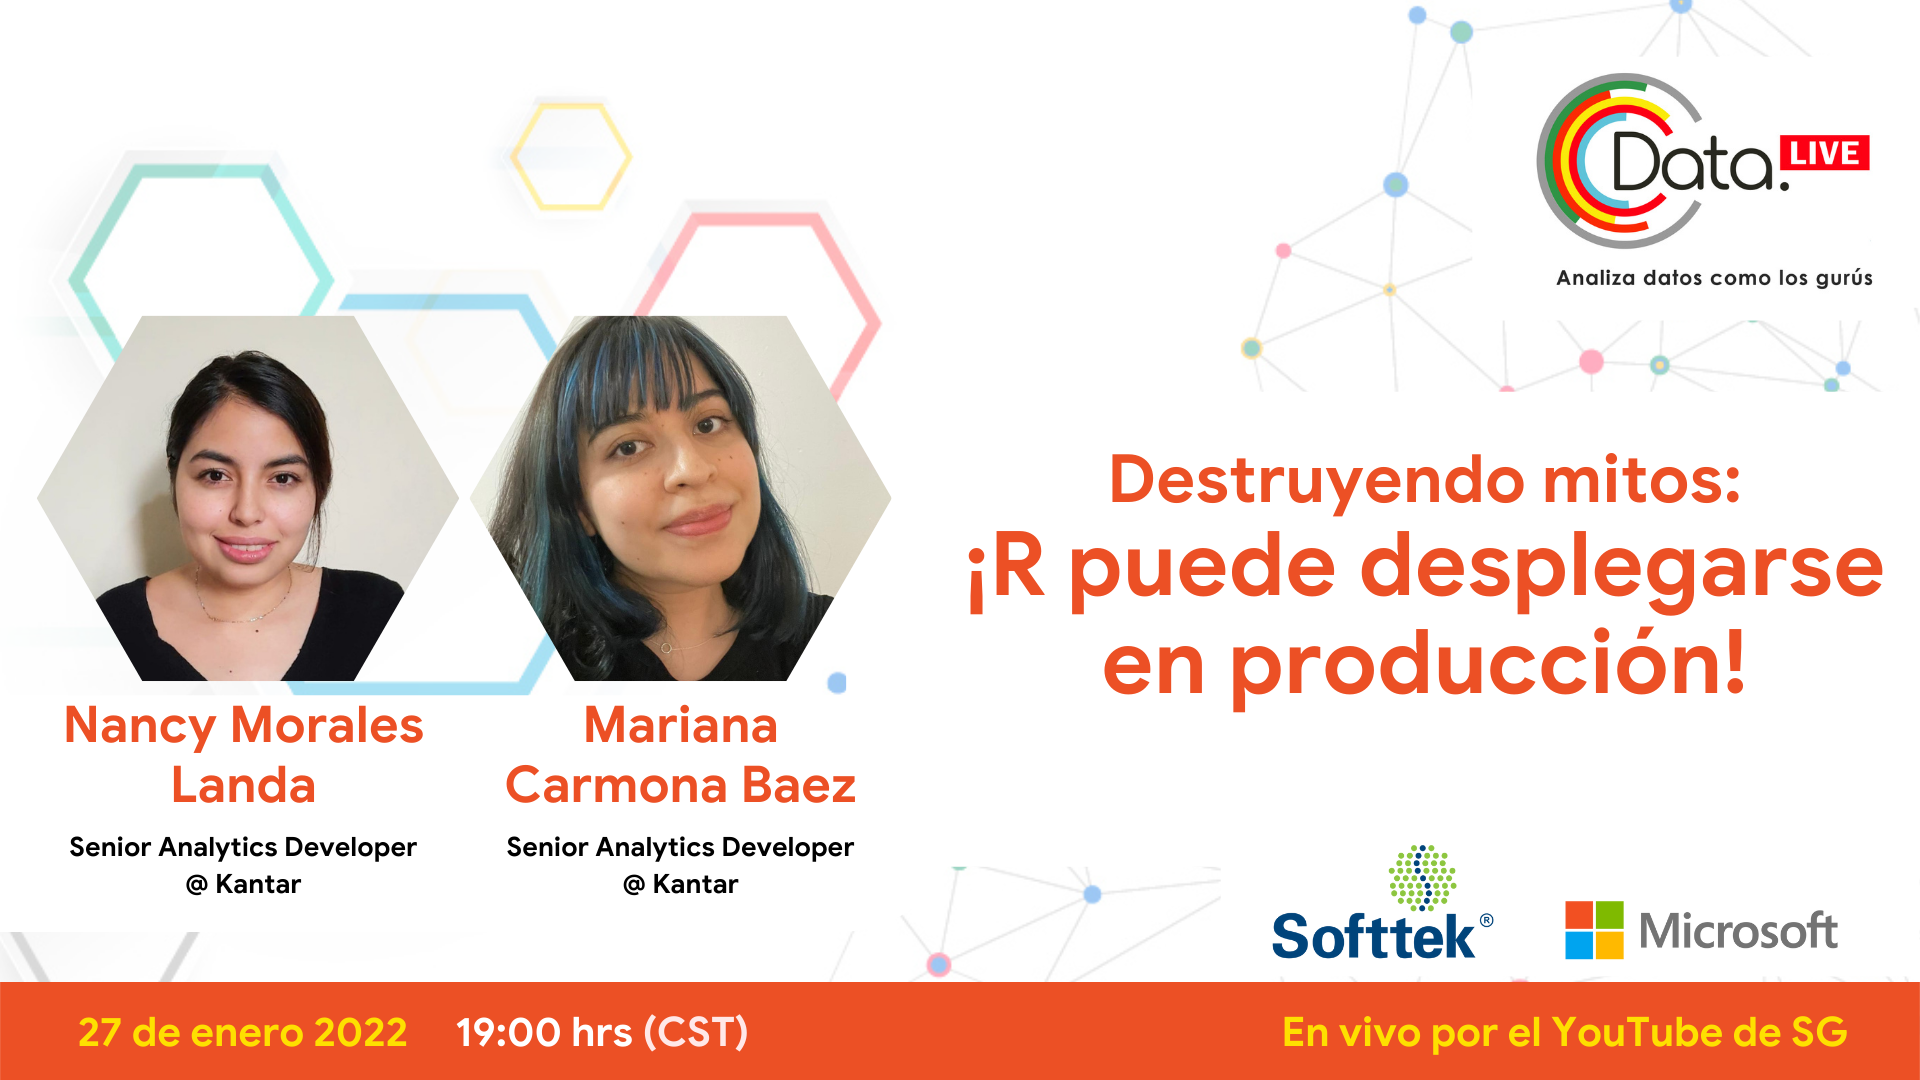 Data. LIVE
Analiza datos como los gurús
Destruyendo mitos:
¡R puede desplegarse
en producción!
Nancy Morales
Landa
Senior Analytics Developer
@ Kantar
Mariana
Carmona Baez
Senior Analytics Developer
@ Kantar
Softtek®
Microsoft
27 de enero 2022 19:00 hrs (CST)
En vivo por el YouTube de SG